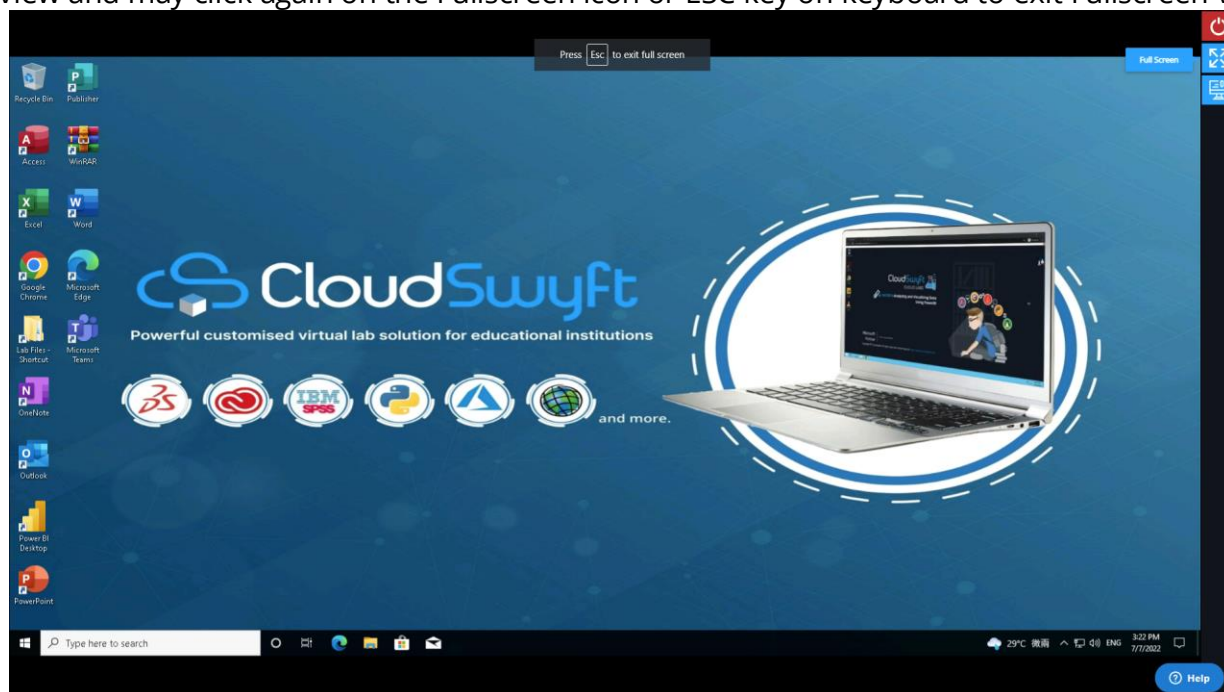 view and may click again on the Fullscreen icon or ESC key on keyboard to exit Fullscreen
Press Esc to exit full screen
Full Screen
Recycle Bin
Publisher
Access
WinRAR
Excel
Word
Google Chrome
Microsoft Edge
Lab Files - Shortcut
Microsoft Teams
OneNote
Outlook
Power BI Desktop
PowerPoint
CloudSwyft
Powerful customised virtual lab solution for educational institutions
IBM
SPSS
and more.
CloudSwyft
Type here to search
29°C 微雨 ENG
3:22 PM
7/7/2022
Help